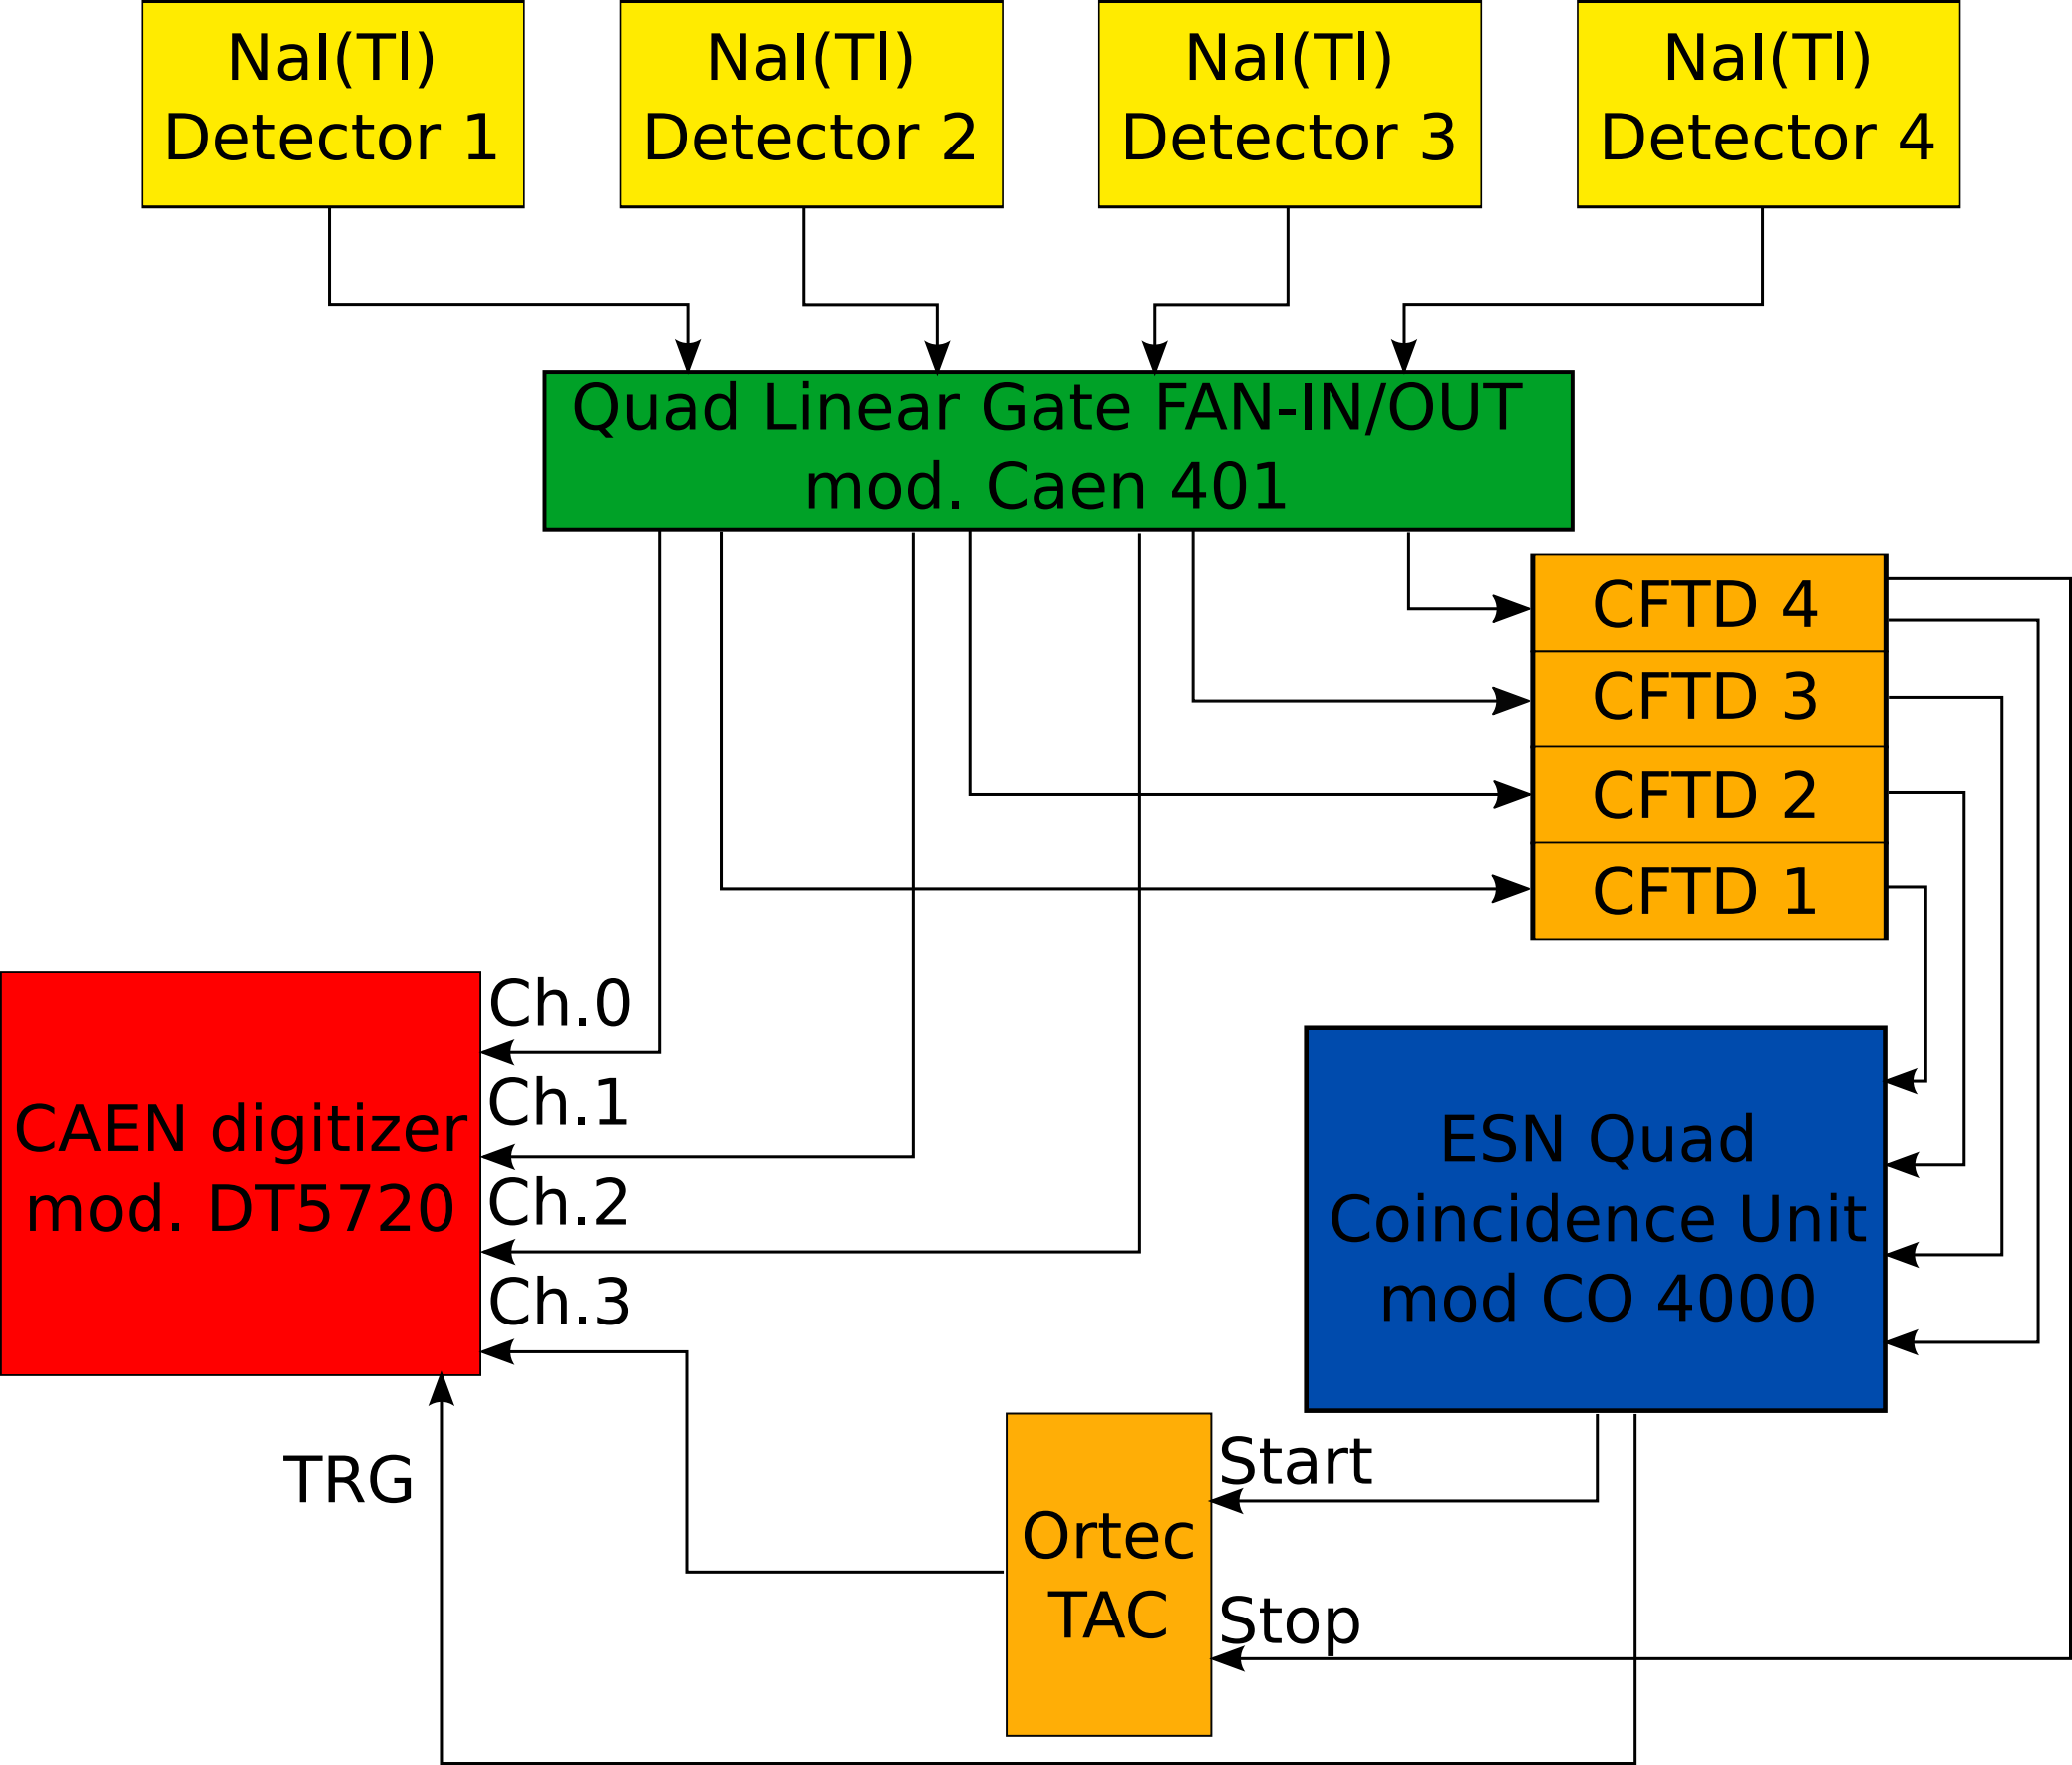 NaI(Tl)
Detector 1
NaI(Tl)
Detector 2
NaI(Tl)
Detector 3
NaI(Tl)
Detector 4
Quad Linear Gate FAN-IN/OUT
mod. Caen 401
CFTD 4
CFTD 3
CFTD 2
CFTD 1
Ch.0
Ch.1
Ch.2
Ch.3
CAEN digitizer
mod. DT5720
ESN Quad
Coincidence Unit
mod CO 4000
TRG
Start
Ortec
TAC
Stop